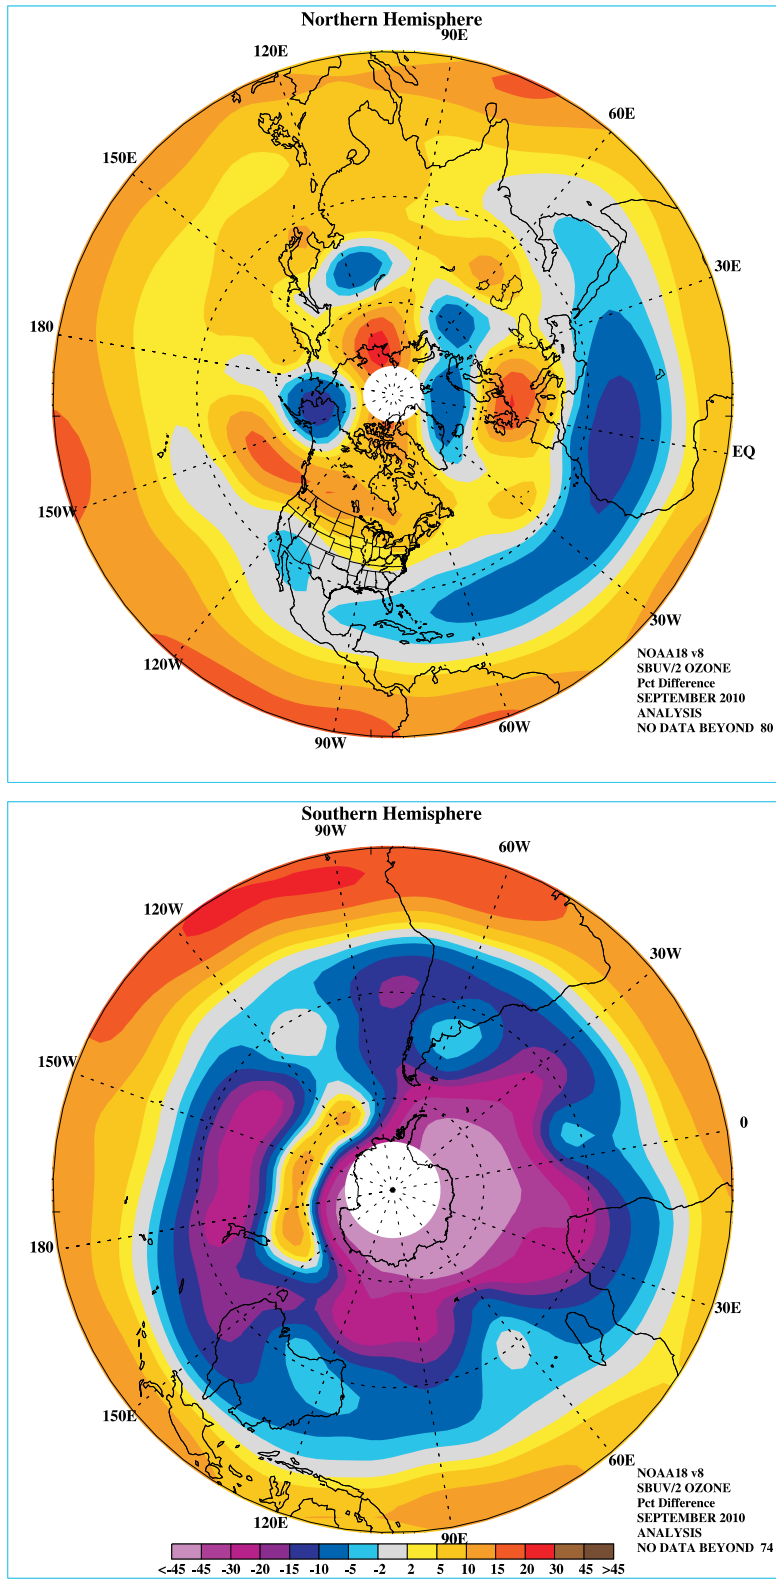 Northern Hemisphere
90E
120E
60E
150E
30E
180
EQ
150W
30W
120W
60W
90W
NOAA18 v8
SBUV/2 OZONE
Pct Difference
SEPTEMBER 2010
ANALYSIS
NO DATA BEYOND 80
Southern Hemisphere
90W
60W
120W
30W
150W
0
180
30E
150E
60E
120E
90E
NOAA18 v8
SBUV/2 OZONE
Pct Difference
SEPTEMBER 2010
ANALYSIS
NO DATA BEYOND 74
<-45 -45 -30 -20 -15 -10 -5 -2 2 5 10 15 20 30 45 >45